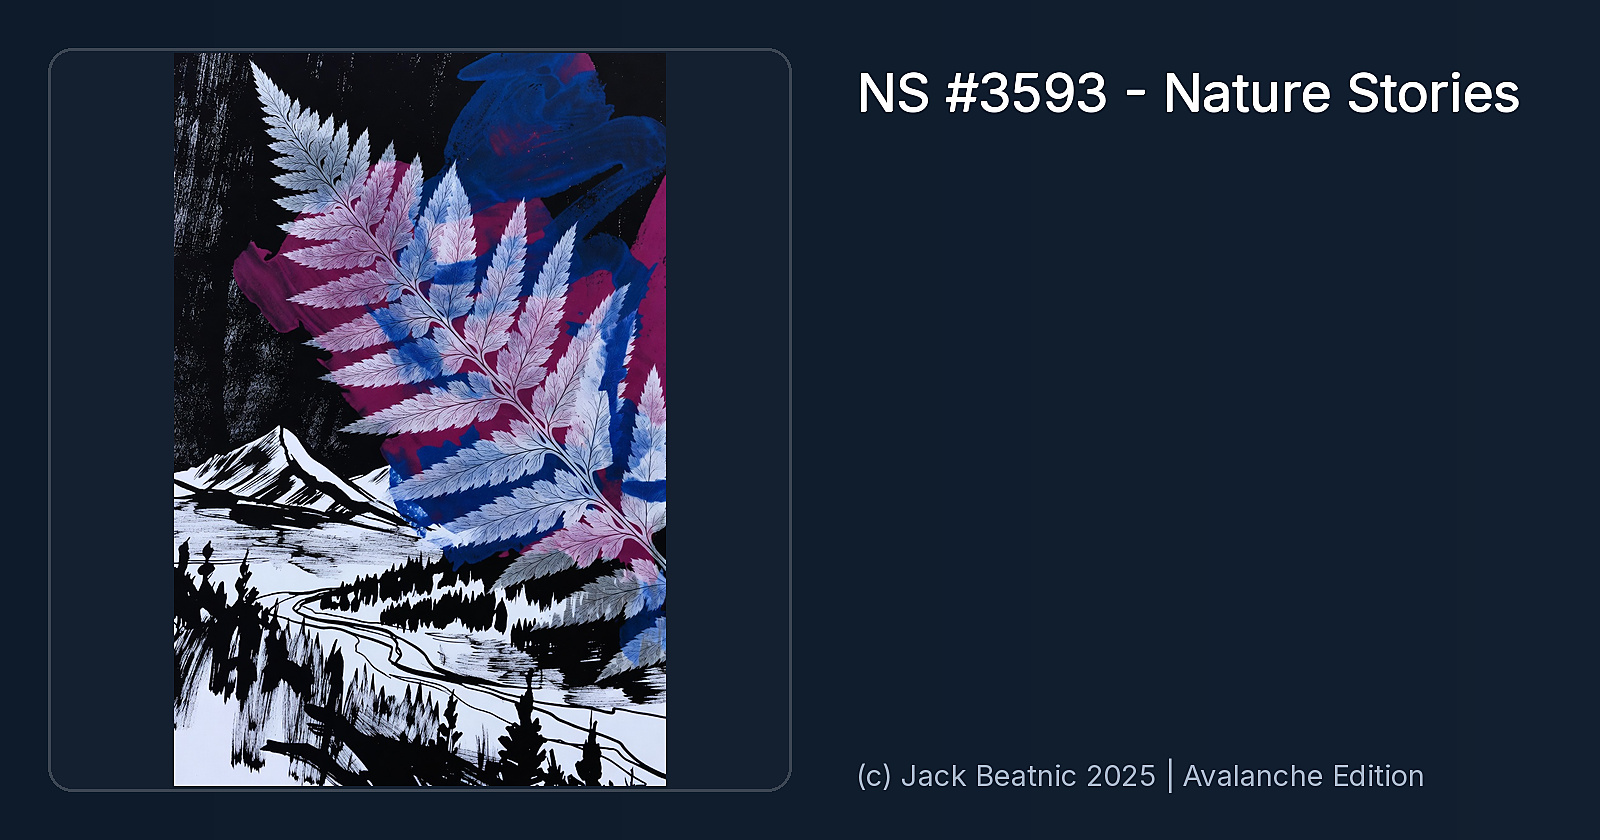 NS #3593 - Nature Stories
(c) Jack Beatnic 2025 | Avalanche Edition